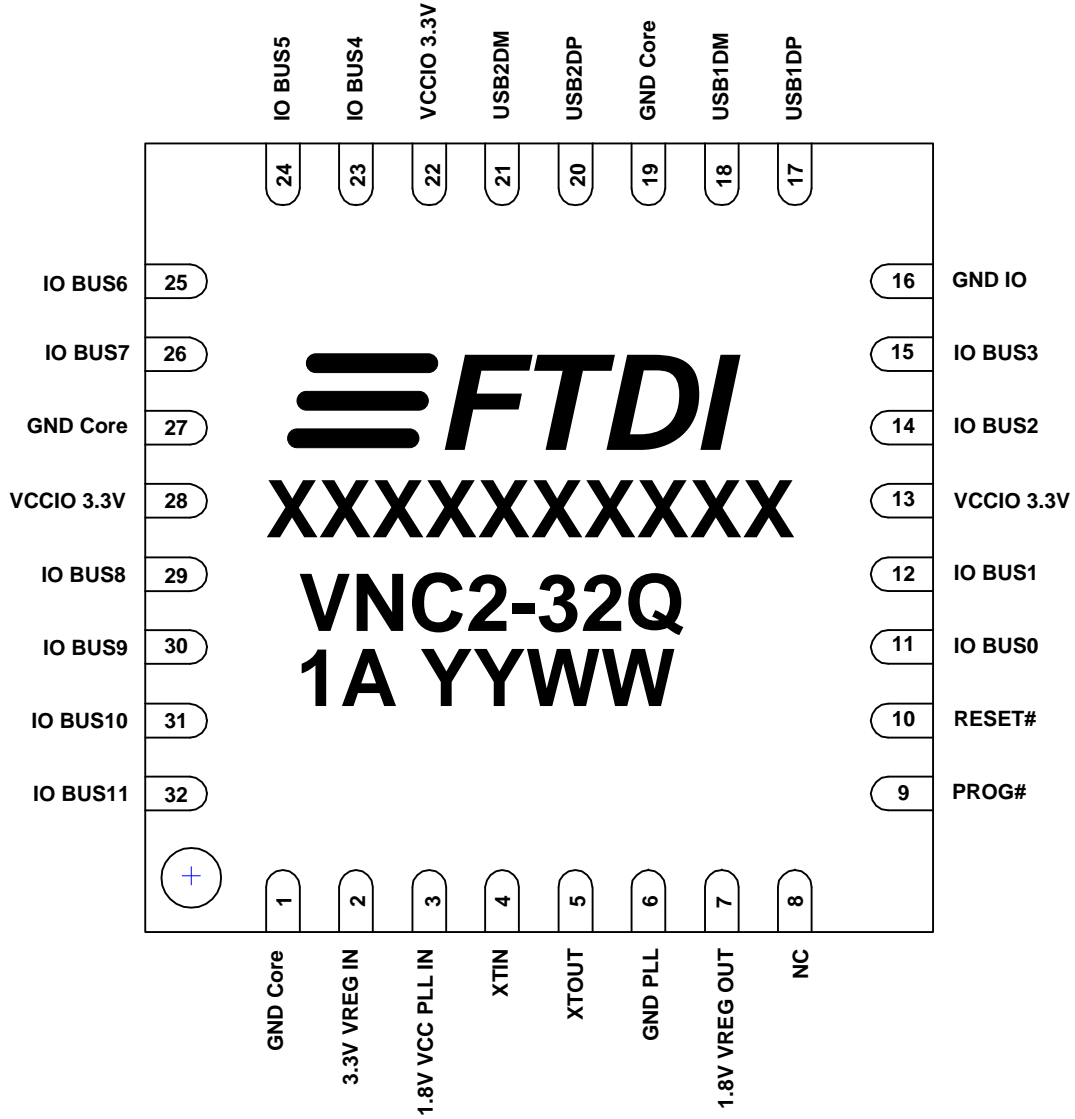 IO BUS5
IO BUS4
VCCIO 3.3V
USB2DM
USB2DP
GND Core
USB1DM
USB1DP
24
23
22
21
20
19
18
17
IO BUS6 25
16 GND IO
IO BUS7 26
15 IO BUS3
GND Core 27
14 IO BUS2
VCCIO 3.3V 28
13 VCCIO 3.3V
IO BUS8 29
12 IO BUS1
IO BUS9 30
11 IO BUS0
IO BUS10 31
10 RESET#
IO BUS11 32
9 PROG#
FTDI
XXXXXXXXXX
VNC2-32Q
1A YYWW
1
2
3
4
5
6
7
8
GND Core
3.3V VREG IN
1.8V VCC PLL IN
XTIN
XTOUT
GND PLL
1.8V VREG OUT
NC